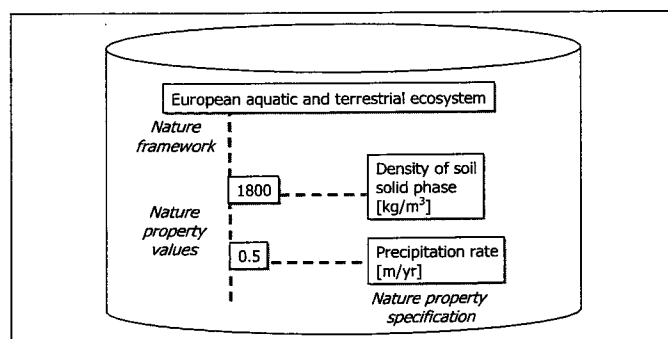 European aquatic and terrestrial ecosystem
Nature
framework
Density of soil
solid phase
[kg/m³]
1800
Nature
property
values
0.5
Precipitation rate
[m/yr]
Nature property
specification